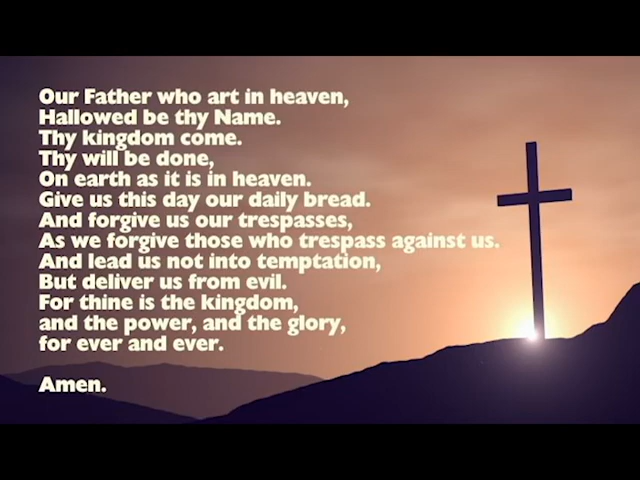 Our Father who art in heaven,
Hallowed be thy Name.
Thy kingdom come.
Thy will be done,
On earth as it is in heaven.
Give us this day our daily bread.
And forgive us our trespasses,
As we forgive those who trespass against us.
And lead us not into temptation,
But deliver us from evil.
For thine is the kingdom,
and the power, and the glory,
for ever and ever.
Amen.